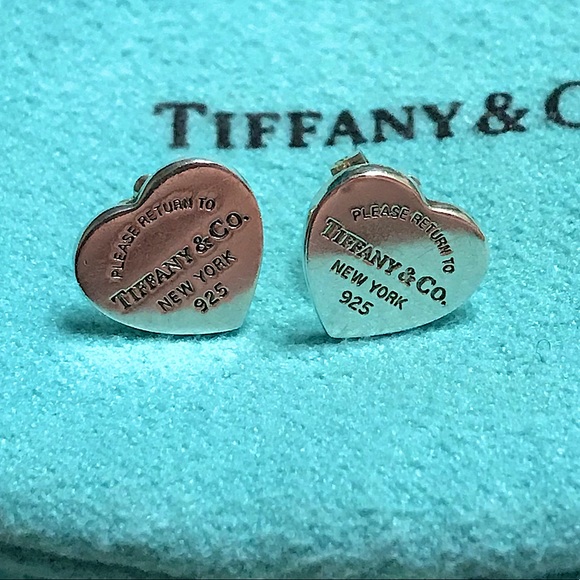 TIFFANY & C
PLEASE RETURN TO
TIFFANY & CO.
NEW YORK
925
PLEASE RETURN TO
TIFFANY & CO.
NEW YORK
925